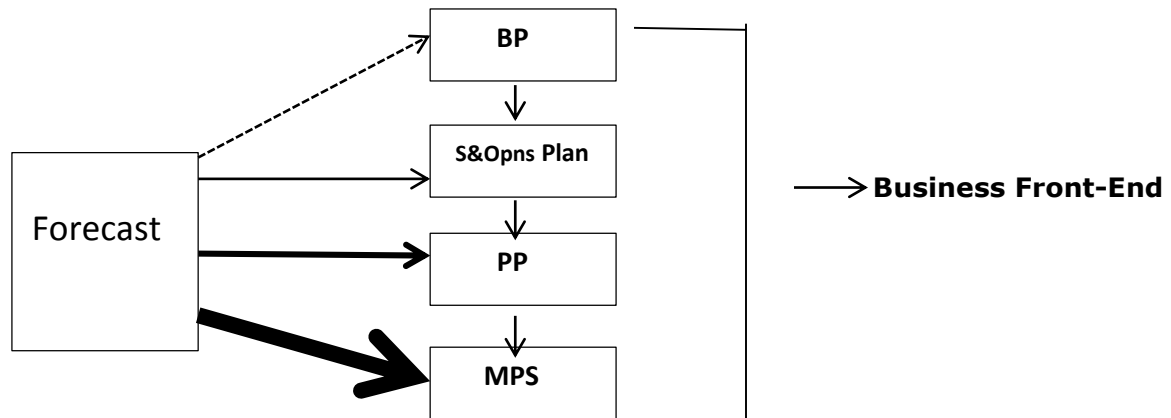 BP
S&Opns Plan
Forecast
Business Front-End
PP
MPS